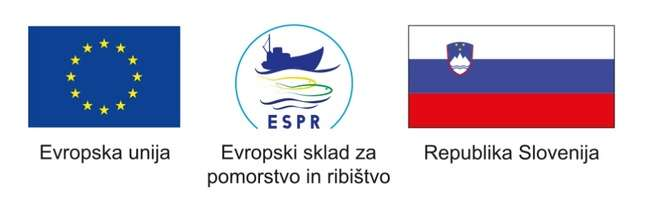 ESPR
Evropska unija
Evropski sklad za
pomorstvo in ribištvo
Republika Slovenija